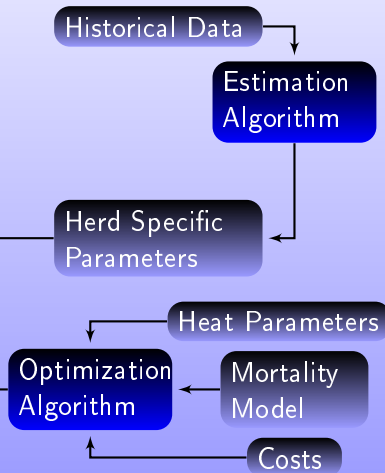 Historical Data
Estimation
Algorithm
Herd Specific
Parameters
Heat Parameters
Optimization
Algorithm
Mortality
Model
Costs